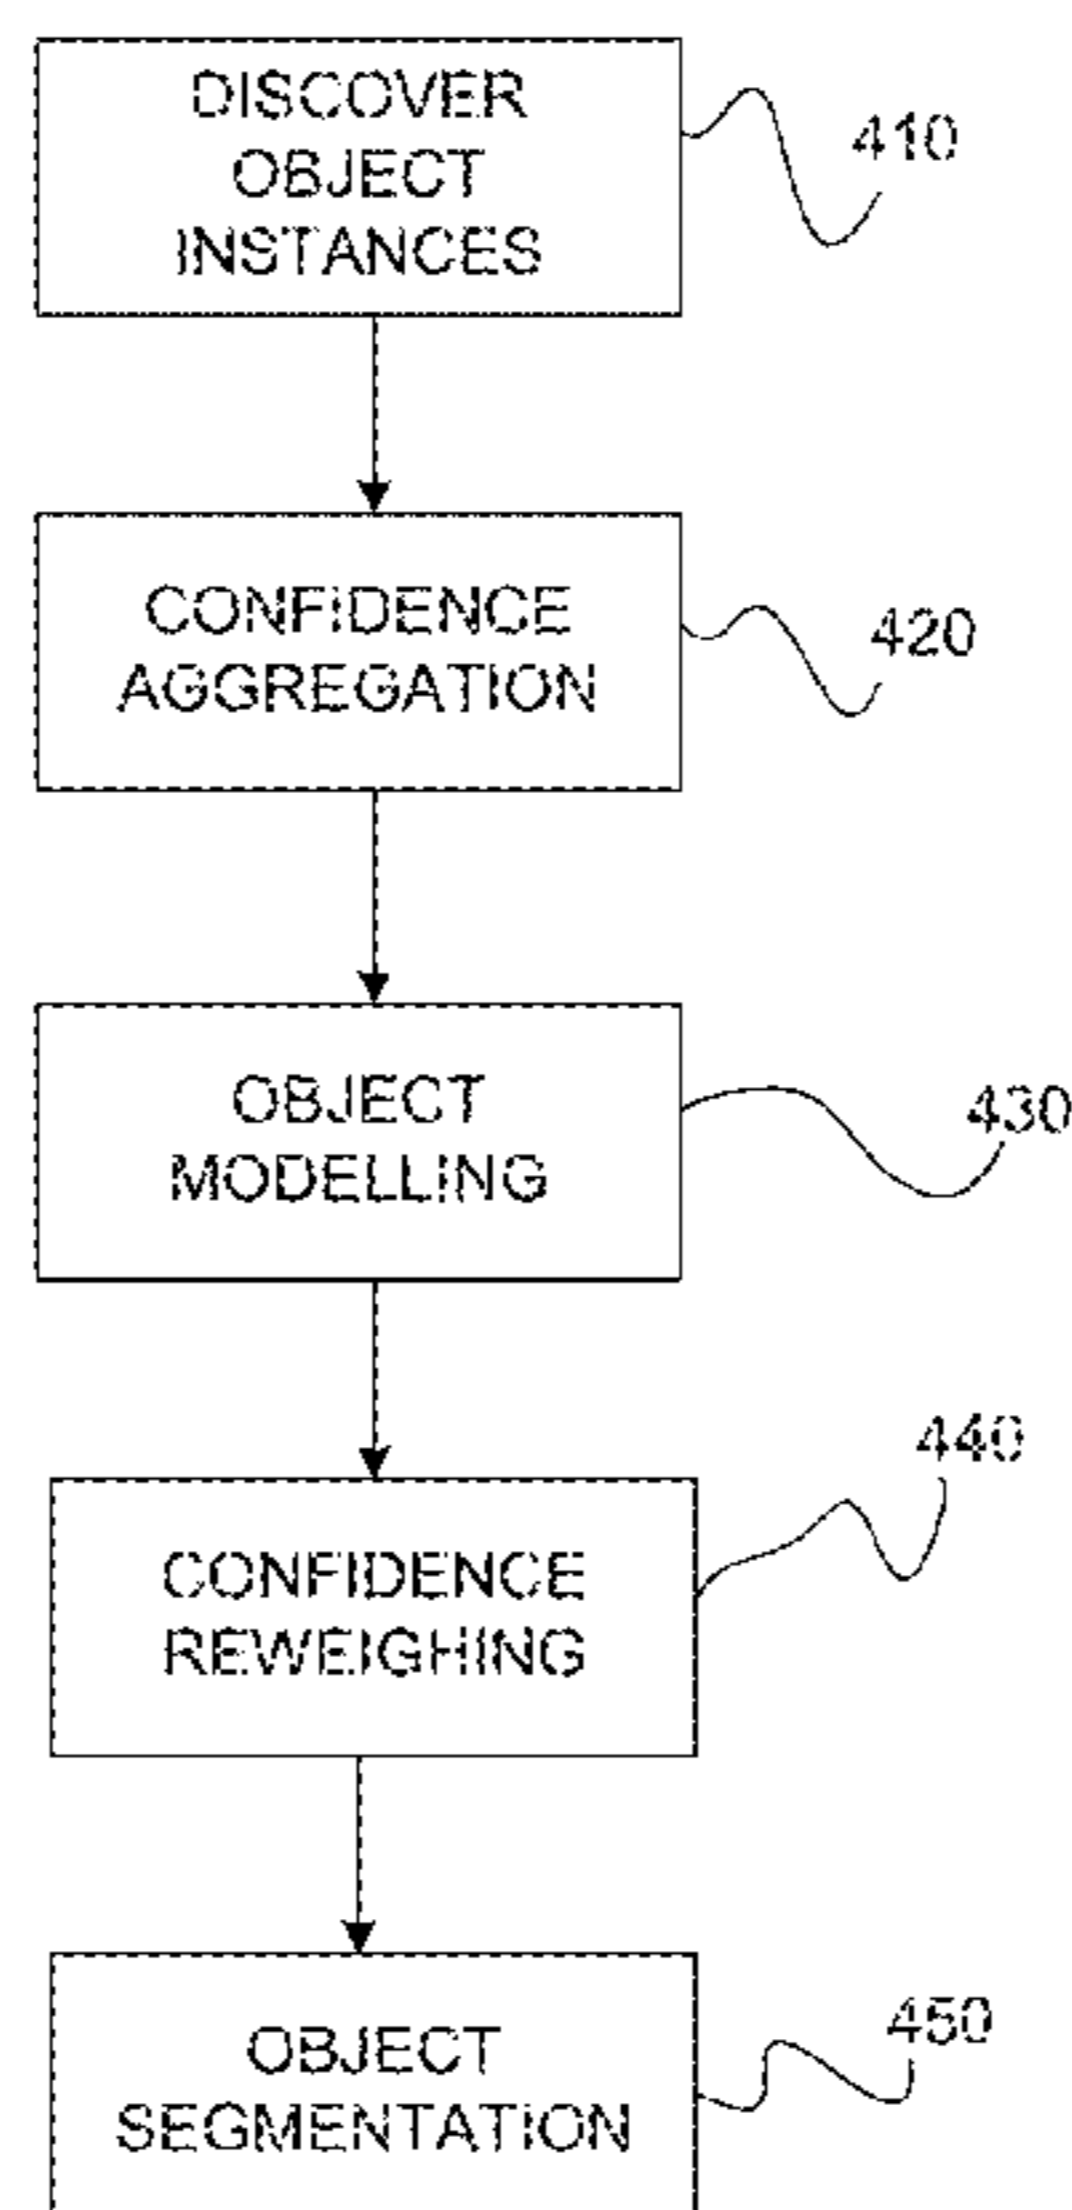 DISCOVER
OBJECT
INSTANCES
410
CONFIDENCE
AGGREGATION
420
OBJECT
MODELLING
430
CONFIDENCE
REWEIGHING
440
OBJECT
SEGMENTATION
450